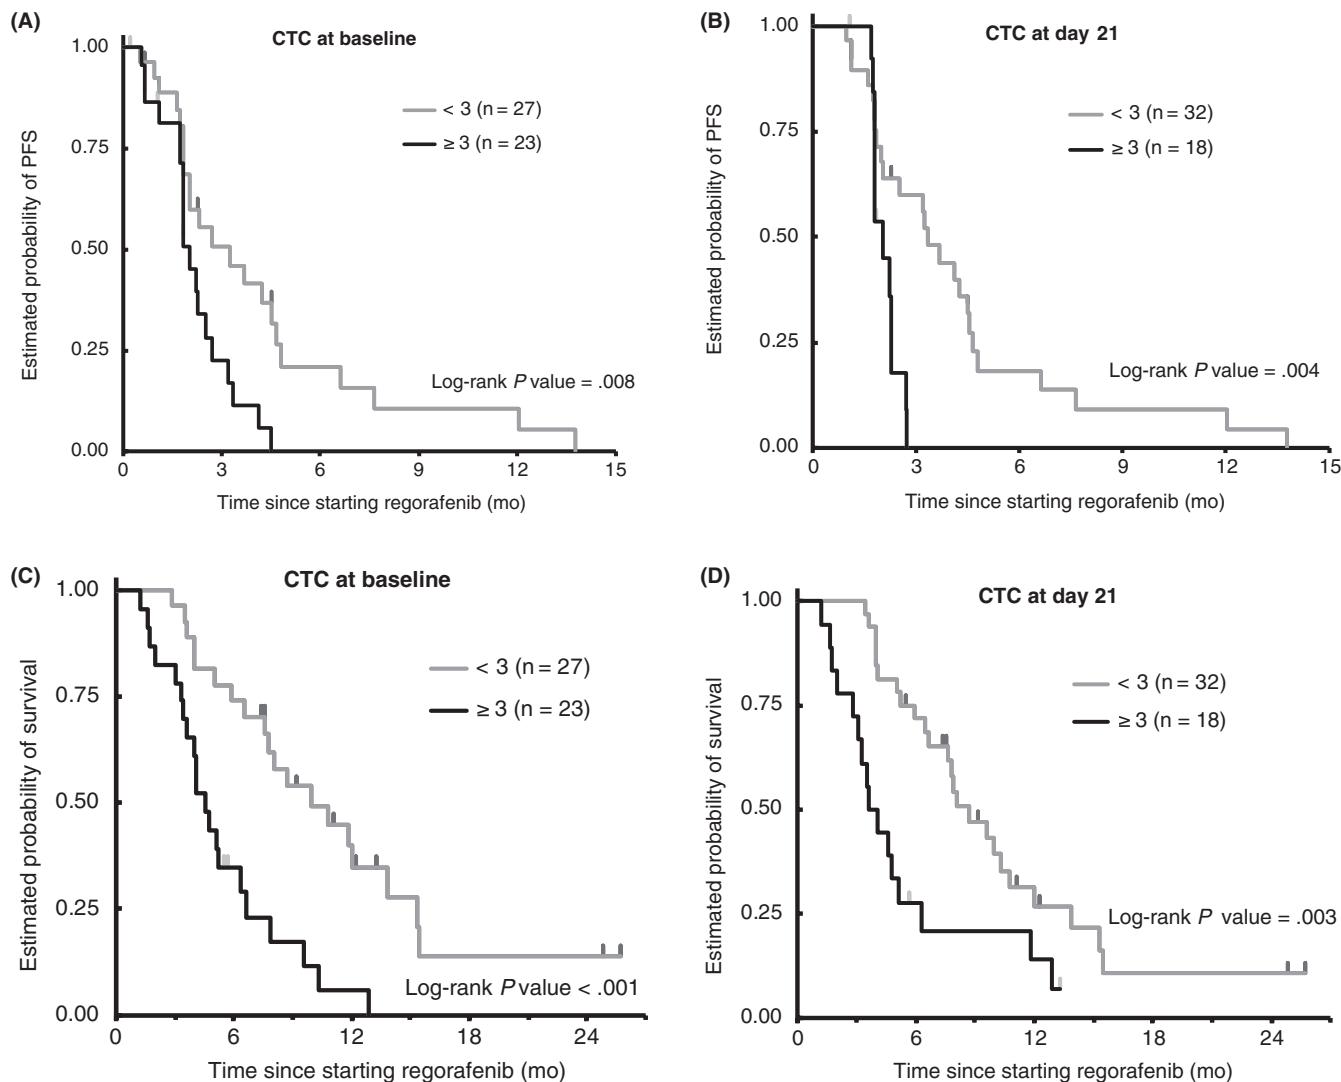 (A)
CTC at baseline
Estimated probability of PFS
1.00
0.75
0.50
0.25
0.00
< 3 (n = 27)
≥ 3 (n = 23)
Log-rank P value = .008
0 3 6 9 12 15
Time since starting regorafenib (mo)
(B)
CTC at day 21
Estimated probability of PFS
1.00
0.75
0.50
0.25
0.00
< 3 (n = 32)
≥ 3 (n = 18)
Log-rank P value = .004
0 3 6 9 12 15
Time since starting regorafenib (mo)
(C)
CTC at baseline
Estimated probability of survival
1.00
0.75
0.50
0.25
0.00
< 3 (n = 27)
≥ 3 (n = 23)
Log-rank P value < .001
0 6 12 18 24
Time since starting regorafenib (mo)
(D)
CTC at day 21
Estimated probability of survival
1.00
0.75
0.50
0.25
0.00
< 3 (n = 32)
≥ 3 (n = 18)
Log-rank P value = .003
0 6 12 18 24
Time since starting regorafenib (mo)